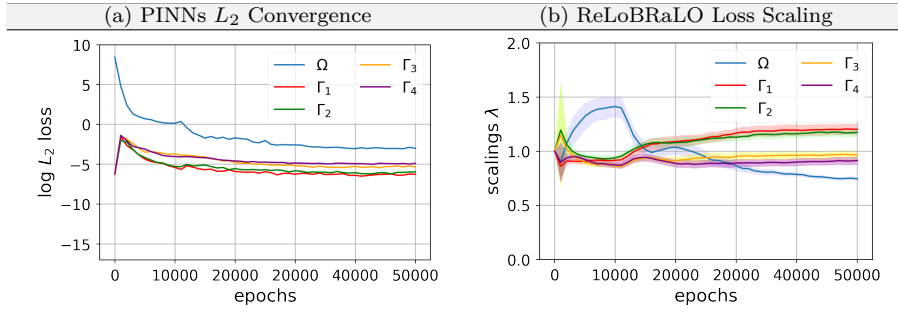 (a) PINNs L₂ Convergence
10
5
0
−5
−10
−15
log L₂ loss
Ω
Γ₁
Γ₂
Γ₃
Γ₄
0 10000 20000 20000 40000 50000
epochs
(b) ReLoBRaLO Loss Scaling
2.0
1.5
1.0
0.5
0.0
scalings λ
Ω
Γ₁
Γ₂
Γ₃
Γ₄
0 10000 20000 20000 40000 50000
epochs